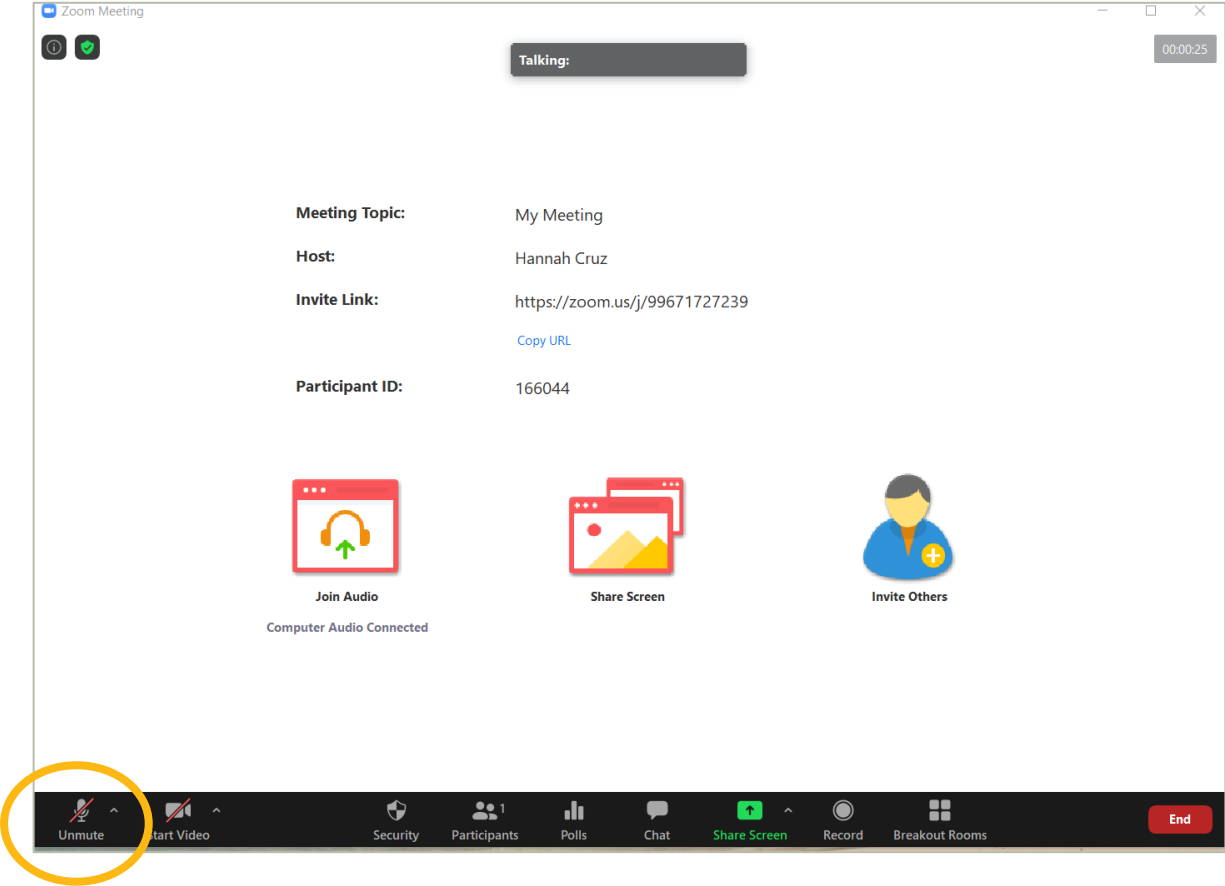 Zoom Meeting
Talking:
00:00:25
Meeting Topic: My Meeting
Host: Hannah Cruz
Invite Link: https://zoom.us/j/99671727239
Copy URL
Participant ID: 166044
Join Audio Share Screen Invite Others
Computer Audio Connected
1
Unmute tart Video Security Participants Polls Chat Share Screen Record Breakout Rooms End